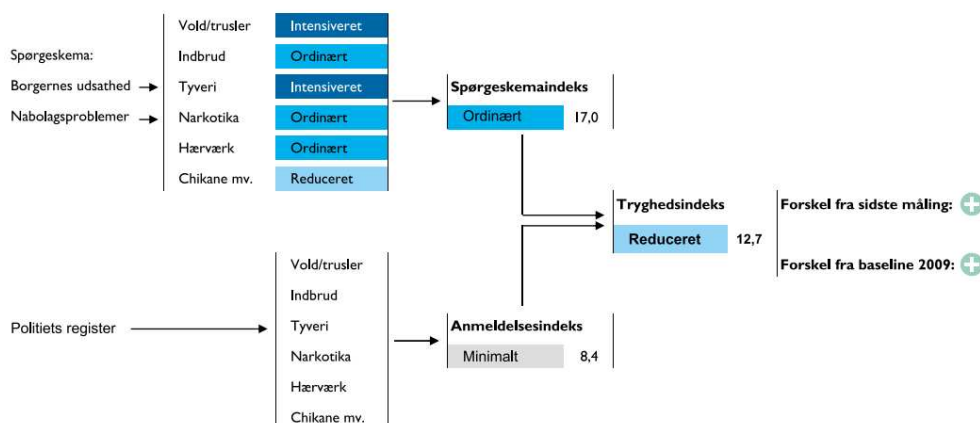 Spørgeskema:
Borgernes udsathed
Nabolagsproblemer
Vold/trusler Intensiveret
Indbrud Ordinært
Tyveri Intensiveret
Narkotika Ordinært
Hærværk Ordinært
Chikane mv. Reduceret
Spørgeskemaindeks
Ordinært 17,0
Tryghedsindeks
Reduceret 12,7
Forskel fra sidste måling:
Forskel fra baseline 2009:
Politiets register
Vold/trusler
Indbrud
Tyveri
Narkotika
Hærværk
Chikane mv.
Anmeldelsesindeks
Minimalt 8,4